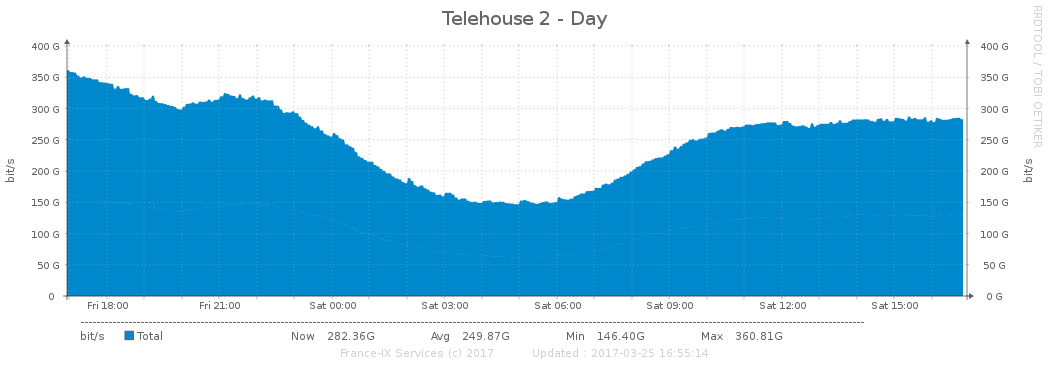 Telehouse 2 - Day
RRDTOOL / TOBI OETIKER
bit/s
400 G 400 G
350 G 350 G
300 G 300 G
250 G 250 G
200 G 200 G
150 G 150 G
100 G 100 G
50 G 50 G
0 0 G
bit/s
Fri 18:00 Fri 21:00 Sat 00:00 Sat 03:00 Sat 06:00 Sat 09:00 Sat 12:00 Sat 15:00
bit/s Total Now 282.36G Avg 249.87G Min 146.40G Max 360.81G
France-IX Services (c) 2017 Updated : 2017-03-25 16:55:14